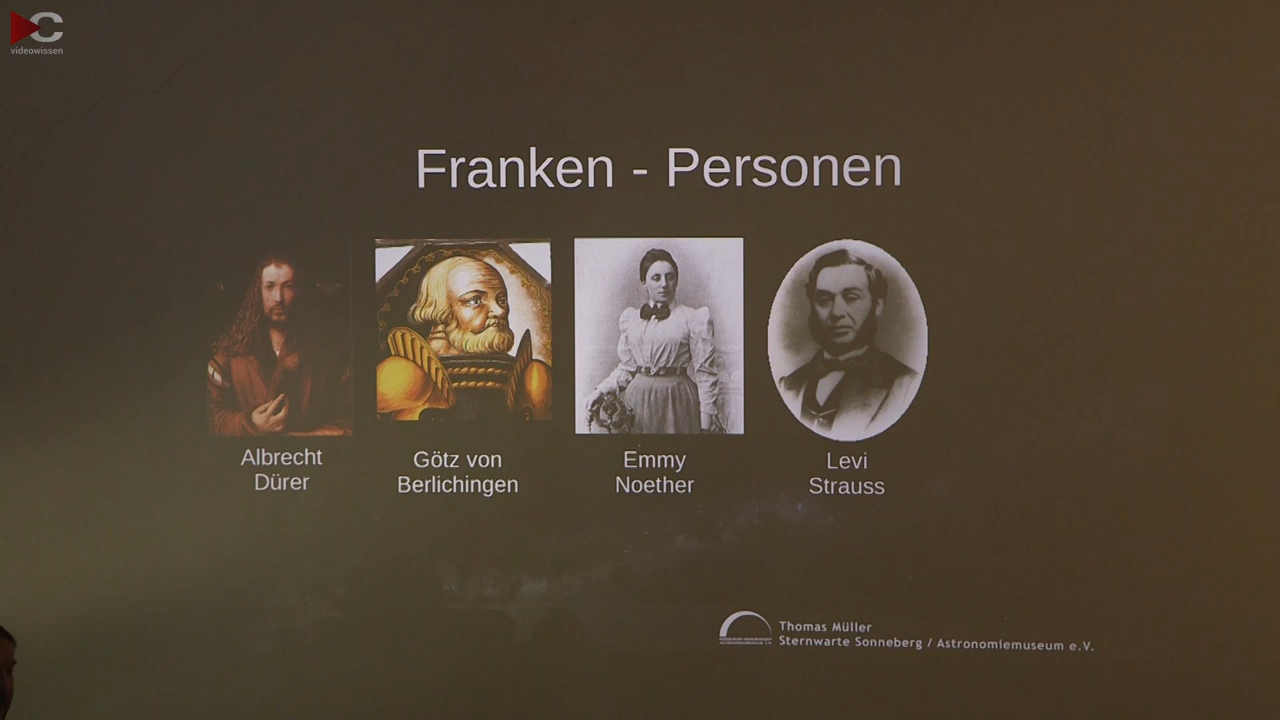 videowissen
Franken - Personen
Albrecht
Dürer
Götz von
Berlichingen
Emmy
Noether
Levi
Strauss
Thomas Müller
Sternwarte Sonneberg / Astronomiemuseum e.V.